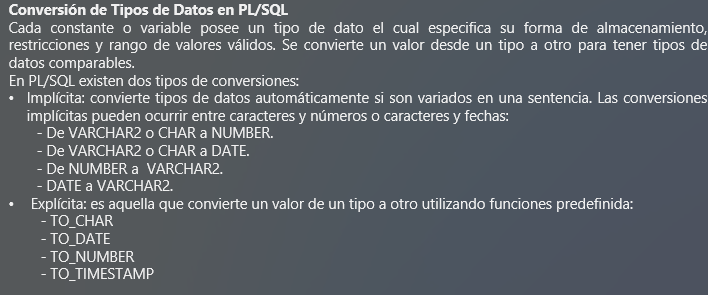 Conversión de Tipos de Datos en PL/SQL
Cada constante o variable posee un tipo de dato el cual especifica su forma de almacenamiento,
restricciones y rango de valores válidos. Se convierte un valor desde un tipo a otro para tener tipos de
datos comparables.
En PL/SQL existen dos tipos de conversiones:
• Implícita: convierte tipos de datos automáticamente si son variados en una sentencia. Las conversiones
implícitas pueden ocurrir entre caracteres y números o caracteres y fechas:
- De VARCHAR2 o CHAR a NUMBER.
- De VARCHAR2 o CHAR a DATE.
- De NUMBER a VARCHAR2.
- DATE a VARCHAR2.
• Explícita: es aquella que convierte un valor de un tipo a otro utilizando funciones predefinida:
- TO_CHAR
- TO_DATE
- TO_NUMBER
- TO_TIMESTAMP